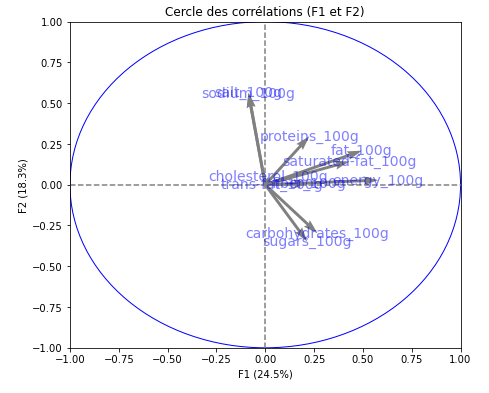 Cercle des corrélations (F1 et F2)
1.00
0.75
0.50
0.25
0.00
−0.25
−0.50
−0.75
−1.00
F2 (18.3%)
salt_100g
sodium_100g
proteins_100g
fat_100g
saturated-fat_100g
cholesterol_100g
energy_100g
carbohydrates_100g
sugars_100g
−1.00
−0.75
−0.50
−0.25
0.00
0.25
0.50
0.75
1.00
F1 (24.5%)